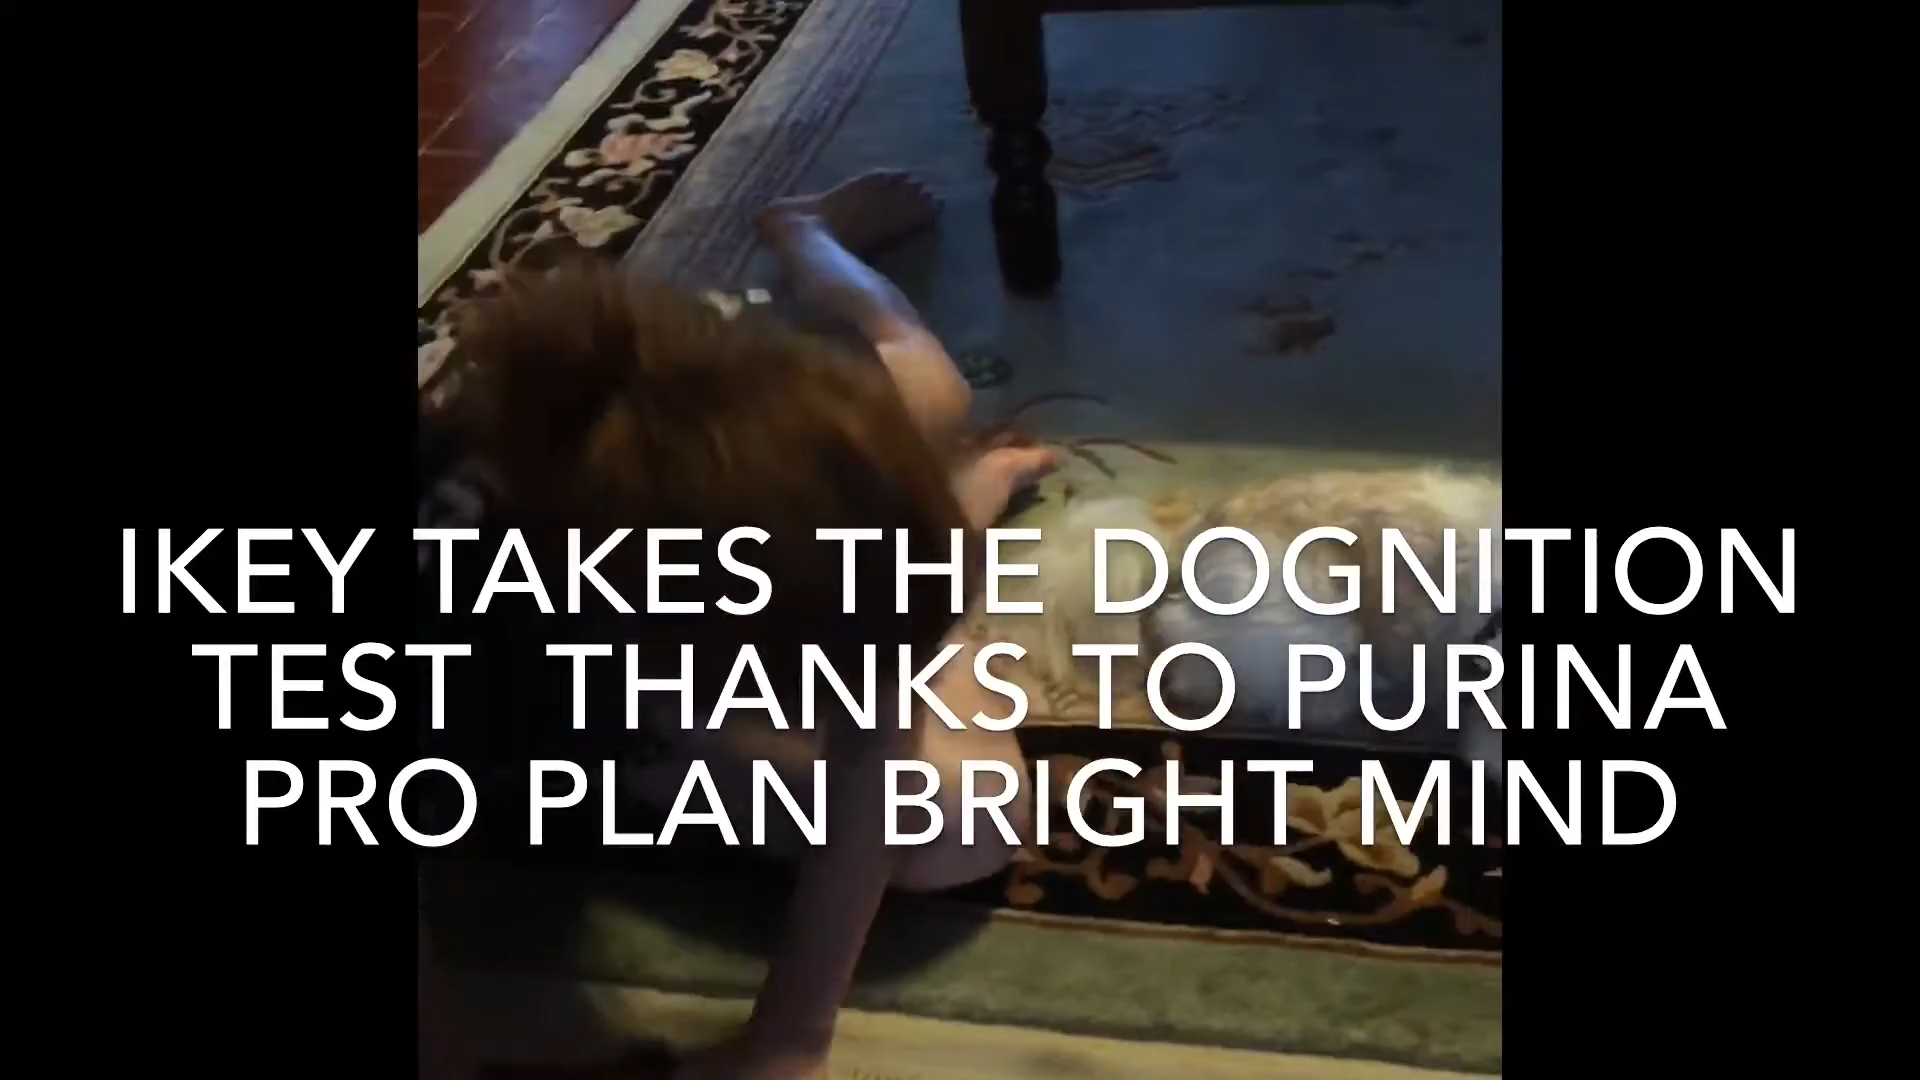 IKEY TAKES THE DOGNITION
TEST THANKS TO PURINA
PRO PLAN BRIGHT MIND